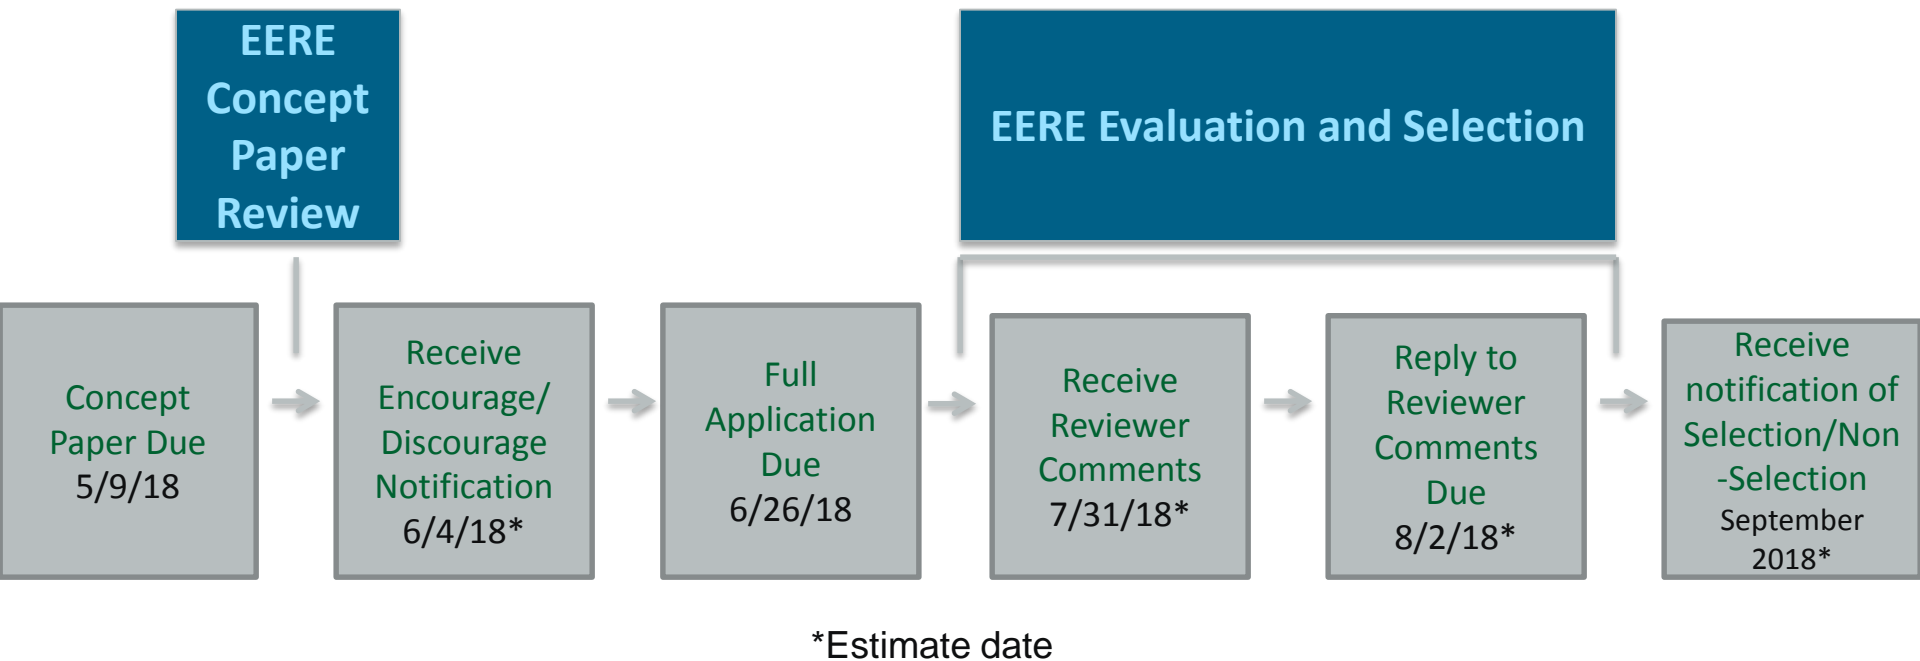 EERE
Concept
Paper
Review
EERE Evaluation and Selection
Concept
Paper Due
5/9/18
Receive
Encourage/
Discourage
Notification
6/4/18*
Full
Application
Due
6/26/18
Receive
Reviewer
Comments
7/31/18*
Reply to
Reviewer
Comments
Due
8/2/18*
Receive
notification of
Selection/Non
-Selection
September
2018*
*Estimate date